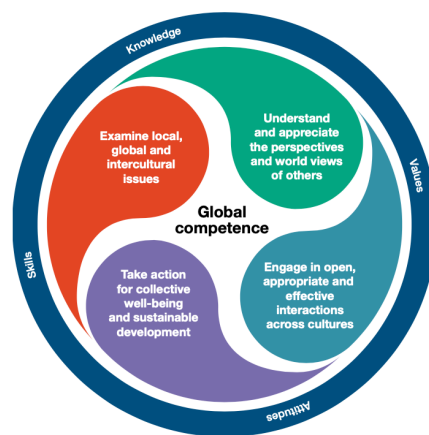 Knowledge
Examine local,
global and
intercultural
issues
Understand
and appreciate
the perspectives
and world views
of others
Values
Global
competence
Skills
Take action
for collective
well-being
and sustainable
development
Engage in open,
appropriate and
effective
interactions
across cultures
Attitudes